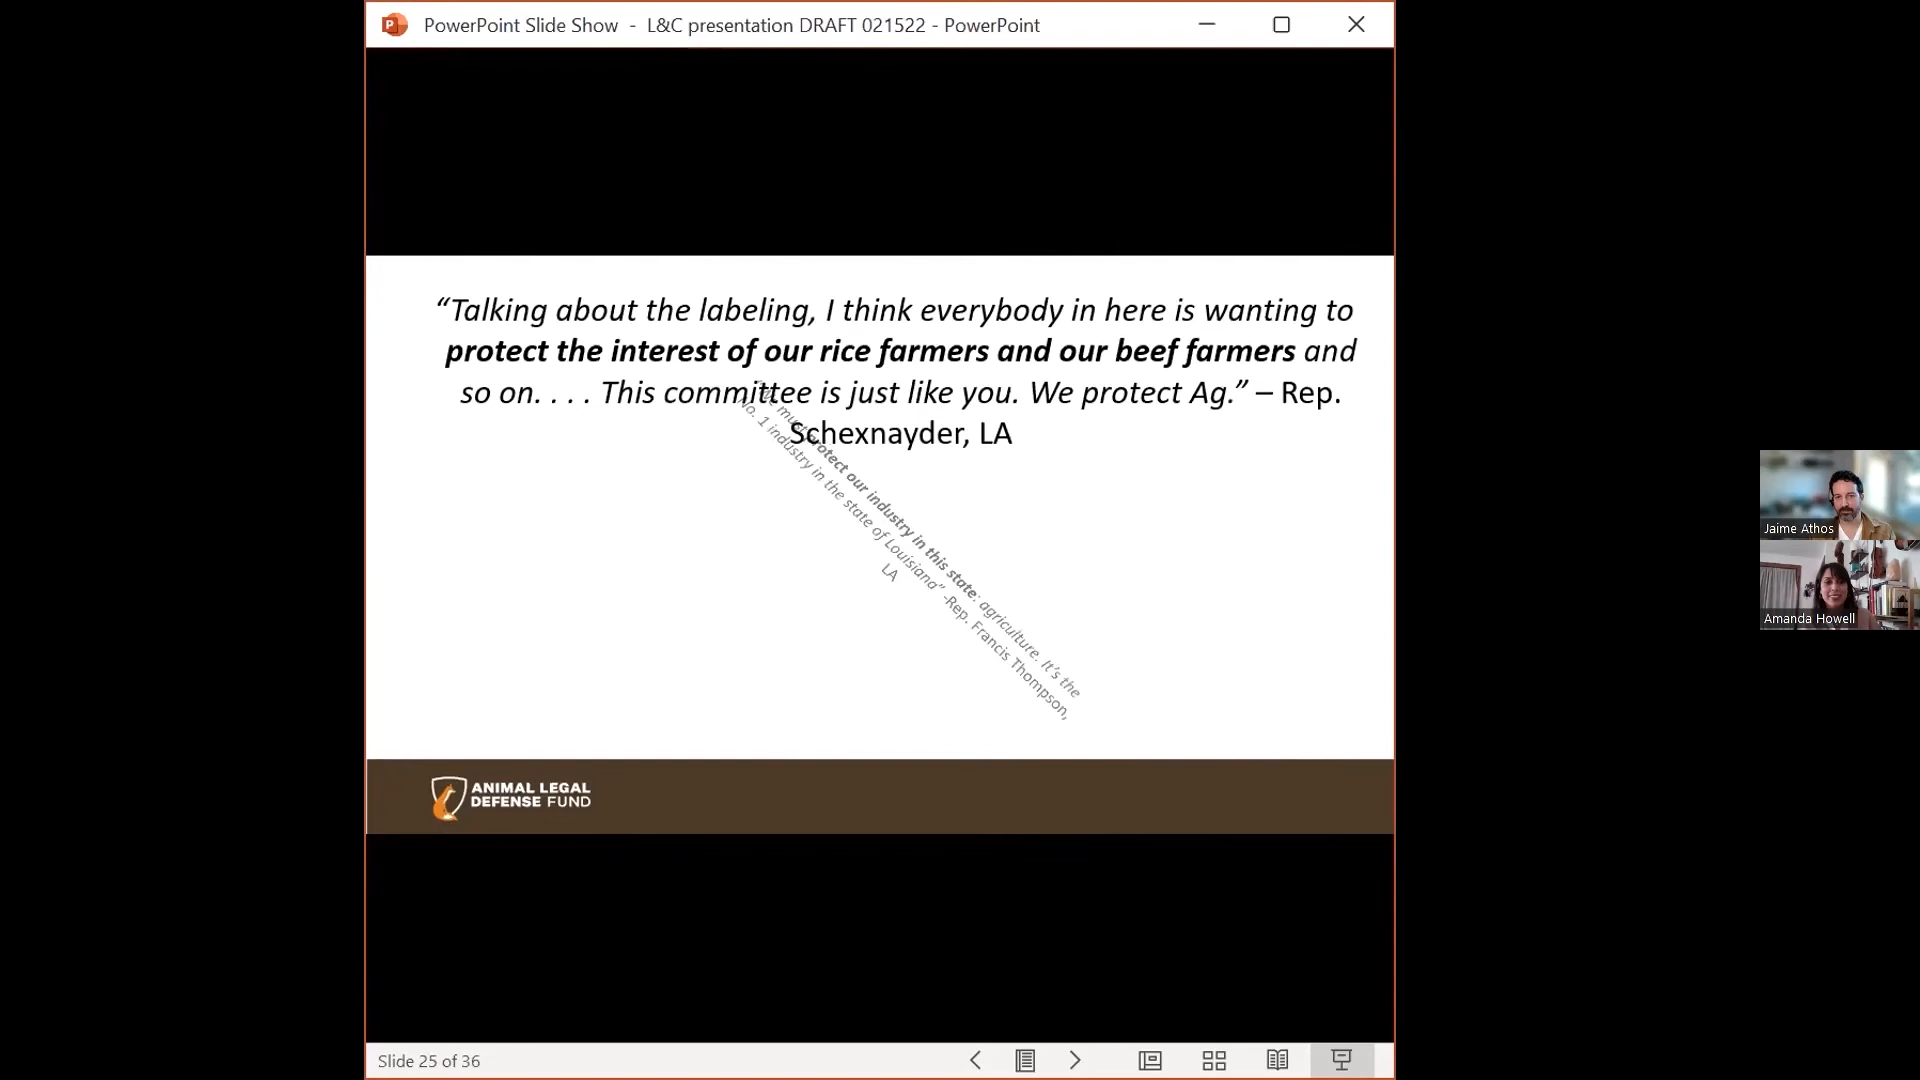 PowerPoint Slide Show - L&C presentation DRAFT 021522 - PowerPoint
“Talking about the labeling, I think everybody in here is wanting to
protect the interest of our rice farmers and our beef farmers and
so on. . . . This committee is just like you. We protect Ag.” – Rep.
Schexnayder, LA
“We must protect our industry in this state: agriculture. It’s the
No. 1 industry in the state of Louisiana” -Rep. Francis Thompson,
LA
Jaime Athos
Amanda Howell
ANIMAL LEGAL
DEFENSE FUND
Slide 25 of 36